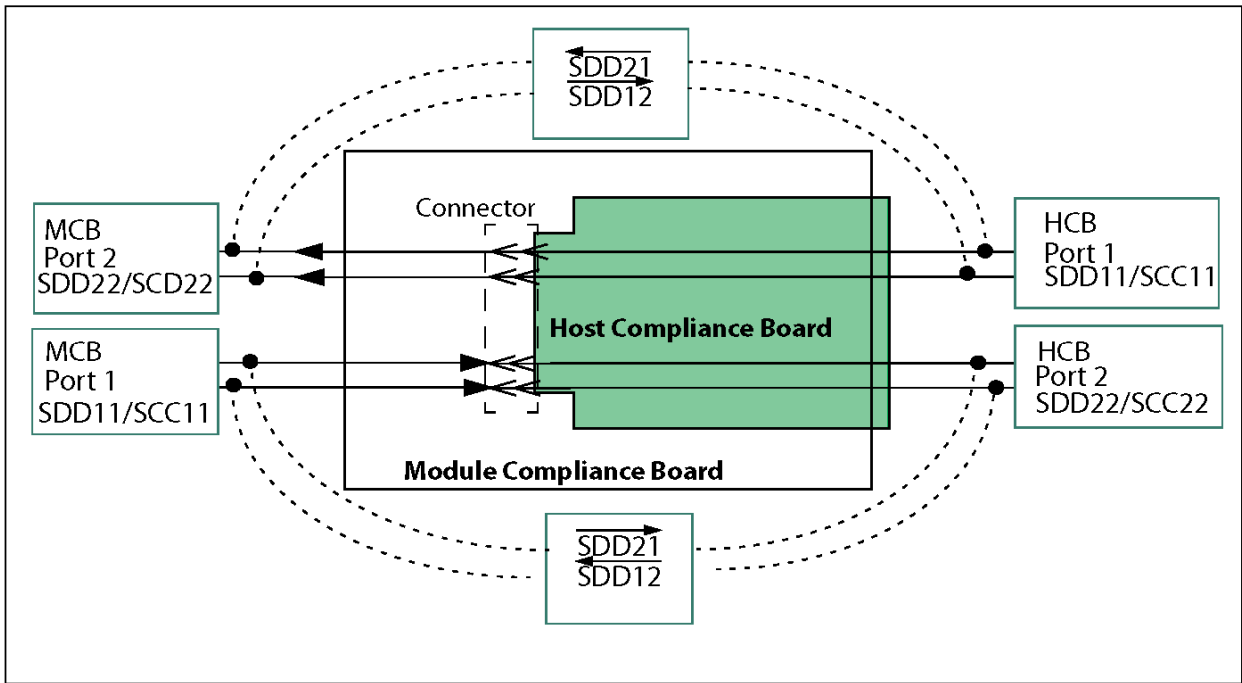 SDD21
SDD12
Connector
MCB
Port 2
SDD22/SCD22
HCB
Port 1
SDD11/SCC11
Host Compliance Board
MCB
Port 1
SDD11/SCC11
HCB
Port 2
SDD22/SCC22
Module Compliance Board
SDD21
SDD12